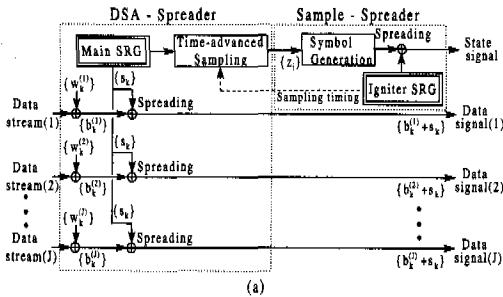 DSA - Spreader
Sample - Spreader
Main SRG
Time-advanced
Sampling
{z_i}
Symbol
Generation
Spreading
State
signal
Igniter SRG
Sampling timing
{w_k^(1)}
{s_k}
Spreading
Data
stream(1)
{b_k^(1)}
{b_k^(1)+s_k}
Data
signal(1)
{w_k^(2)}
{s_k}
Spreading
Data
stream(2)
{b_k^(2)}
{b_k^(2)+s_k}
Data
signal(2)
{w_k^(J)}
{s_k}
Spreading
Data
stream(J)
{b_k^(J)}
{b_k^(J)+s_k}
Data
signal(J)
(a)